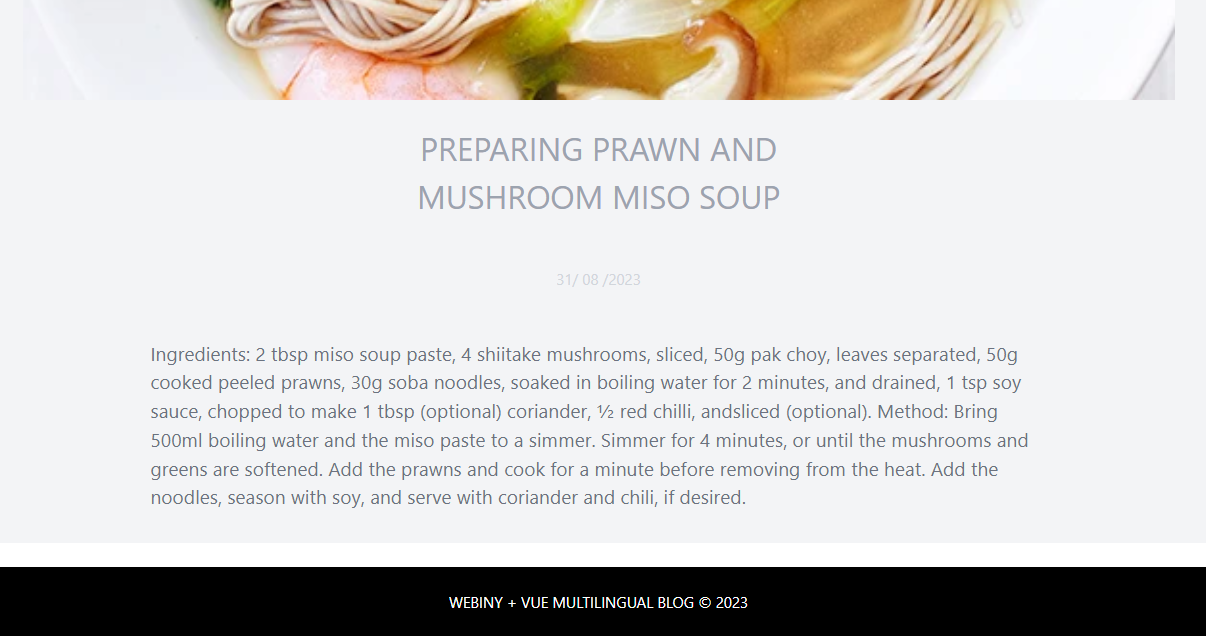 PREPARING PRAWN AND
MUSHROOM MISO SOUP
31/ 08 /2023
Ingredients: 2 tbsp miso soup paste, 4 shiitake mushrooms, sliced, 50g pak choy, leaves separated, 50g
cooked peeled prawns, 30g soba noodles, soaked in boiling water for 2 minutes, and drained, 1 tsp soy
sauce, chopped to make 1 tbsp (optional) coriander, ½ red chilli, andsliced (optional). Method: Bring
500ml boiling water and the miso paste to a simmer. Simmer for 4 minutes, or until the mushrooms and
greens are softened. Add the prawns and cook for a minute before removing from the heat. Add the
noodles, season with soy, and serve with coriander and chili, if desired.
WEBINY + VUE MULTILINGUAL BLOG © 2023